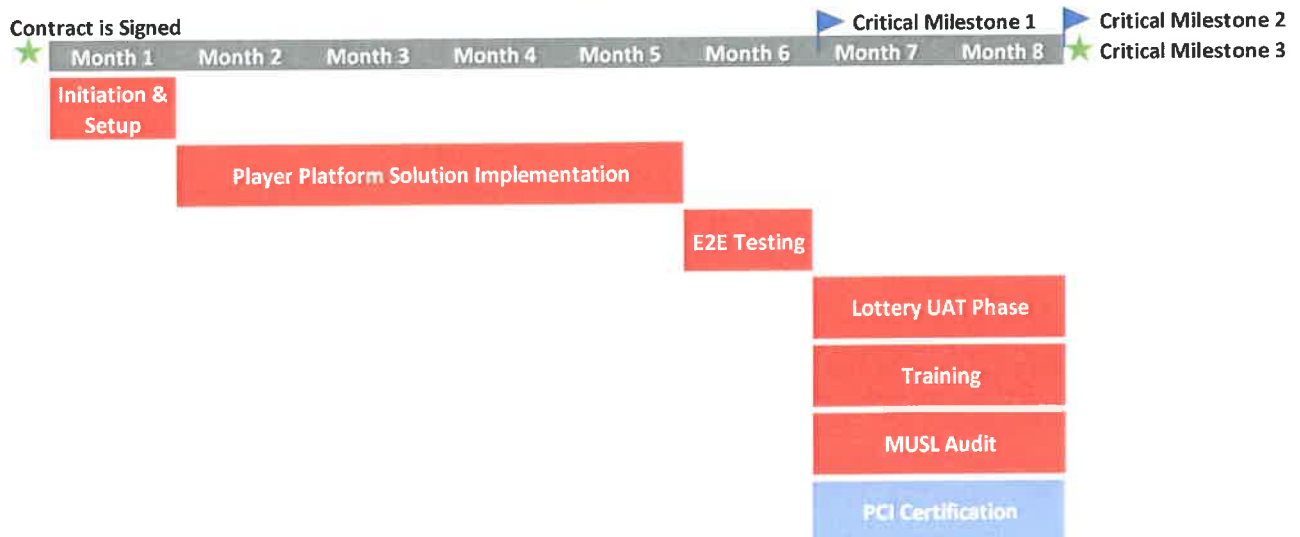 Contract is Signed
Critical Milestone 1
Critical Milestone 2
Month 1 Month 2 Month 3 Month 4 Month 5 Month 6 Month 7 Month 8
Critical Milestone 3
Initiation &
Setup
Player Platform Solution Implementation
E2E Testing
Lottery UAT Phase
Training
MUSL Audit
PCI Certification